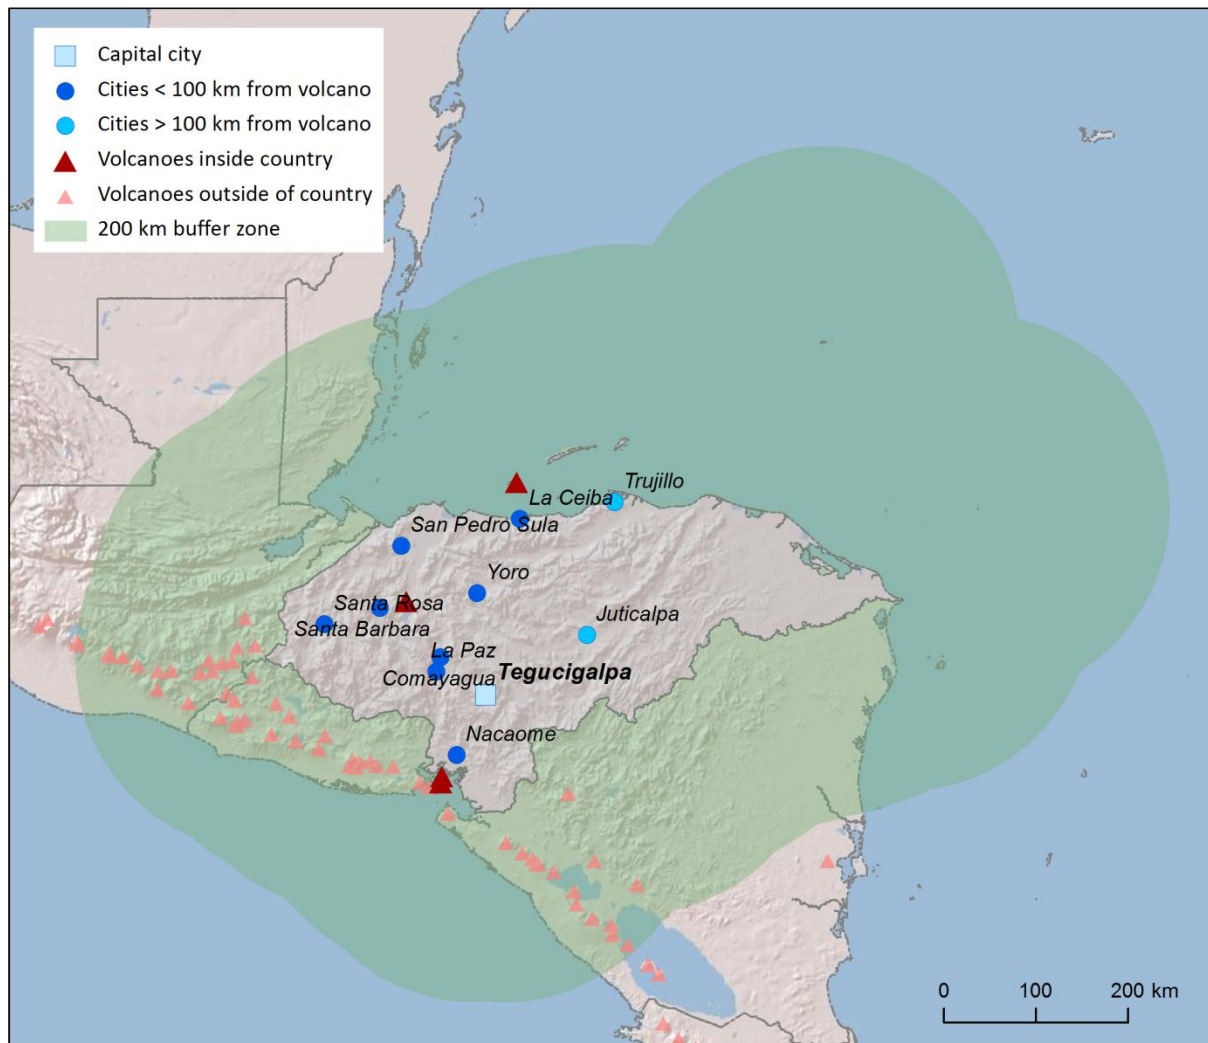 Capital city
Cities < 100 km from volcano
Cities > 100 km from volcano
Volcanoes inside country
Volcanoes outside of country
200 km buffer zone
Trujillo
La Ceiba
San Pedro Sula
Yoro
Santa Rosa
Juticalpa
Santa Barbara
La Paz
Tegucigalpa
Comayagua
Nacaome
0 100 200 km